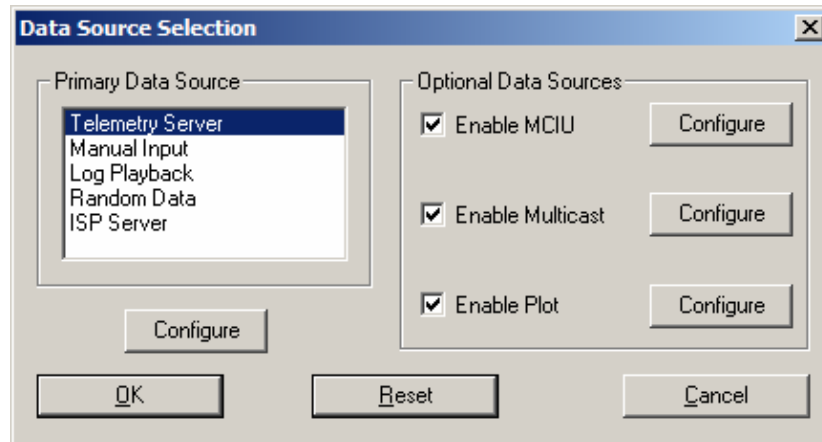 Data Source Selection
Primary Data Source
Telemetry Server
Manual Input
Log Playback
Random Data
ISP Server
Configure
Optional Data Sources
Enable MCIU
Configure
Enable Multicast
Configure
Enable Plot
Configure
OK
Reset
Cancel